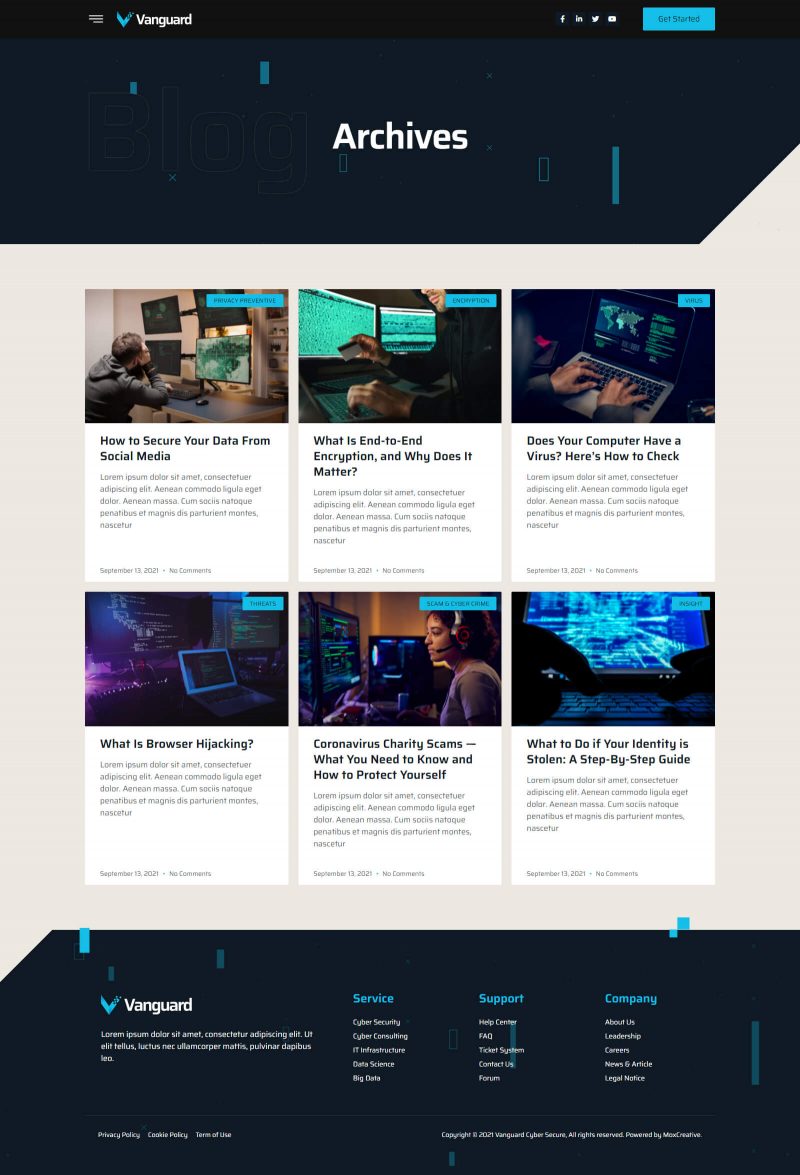 Vanguard
Get Started
Blog
Archives
PRIVACY PREVENTIVE
How to Secure Your Data From
Social Media
Lorem ipsum dolor sit amet, consectetuer
adipiscing elit. Aenean commodo ligula eget
dolor. Aenean massa. Cum sociis natoque
penatibus et magnis dis parturient montes,
nascetur
September 13, 2021 • No Comments
ENCRYPTION
What Is End-to-End
Encryption, and Why Does It
Matter?
Lorem ipsum dolor sit amet, consectetuer
adipiscing elit. Aenean commodo ligula eget
dolor. Aenean massa. Cum sociis natoque
penatibus et magnis dis parturient montes,
nascetur
September 13, 2021 • No Comments
VIRUS
Does Your Computer Have a
Virus? Here's How to Check
Lorem ipsum dolor sit amet, consectetuer
adipiscing elit. Aenean commodo ligula eget
dolor. Aenean massa. Cum sociis natoque
penatibus et magnis dis parturient montes,
nascetur
September 13, 2021 • No Comments
THREATS
What Is Browser Hijacking?
Lorem ipsum dolor sit amet, consectetuer
adipiscing elit. Aenean commodo ligula eget
dolor. Aenean massa. Cum sociis natoque
penatibus et magnis dis parturient montes,
nascetur
September 13, 2021 • No Comments
SCAM & CYBER CRIME
Coronavirus Charity Scams —
What You Need to Know and
How to Protect Yourself
Lorem ipsum dolor sit amet, consectetuer
adipiscing elit. Aenean commodo ligula eget
dolor. Aenean massa. Cum sociis natoque
penatibus et magnis dis parturient montes,
nascetur
September 13, 2021 • No Comments
INSIGHT
What to Do if Your Identity is
Stolen: A Step-By-Step Guide
Lorem ipsum dolor sit amet, consectetuer
adipiscing elit. Aenean commodo ligula eget
dolor. Aenean massa. Cum sociis natoque
penatibus et magnis dis parturient montes,
nascetur
September 13, 2021 • No Comments
Vanguard
Lorem ipsum dolor sit amet, consectetur adipiscing elit. Ut
elit tellus, luctus nec ullamcorper mattis, pulvinar dapibus
leo.
Service
Cyber Security
Cyber Consulting
IT Infrastructure
Data Science
Big Data
Support
Help Center
FAQ
Ticket System
Contact Us
Forum
Company
About Us
Leadership
Careers
News & Article
Legal Notice
Privacy Policy Cookie Policy Term of Use
Copyright © 2021 Vanguard Cyber Secure, All rights reserved. Powered by MoxCreative.